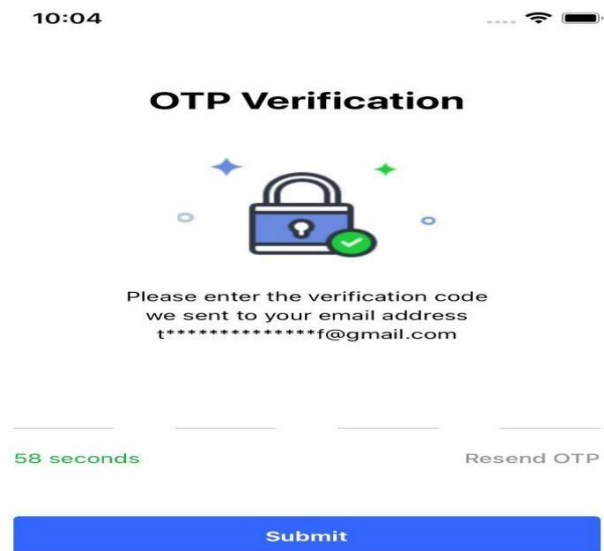 10:04
OTP Verification
Please enter the verification code
we sent to your email address
t**************f@gmail.com
58 seconds
Resend OTP
Submit